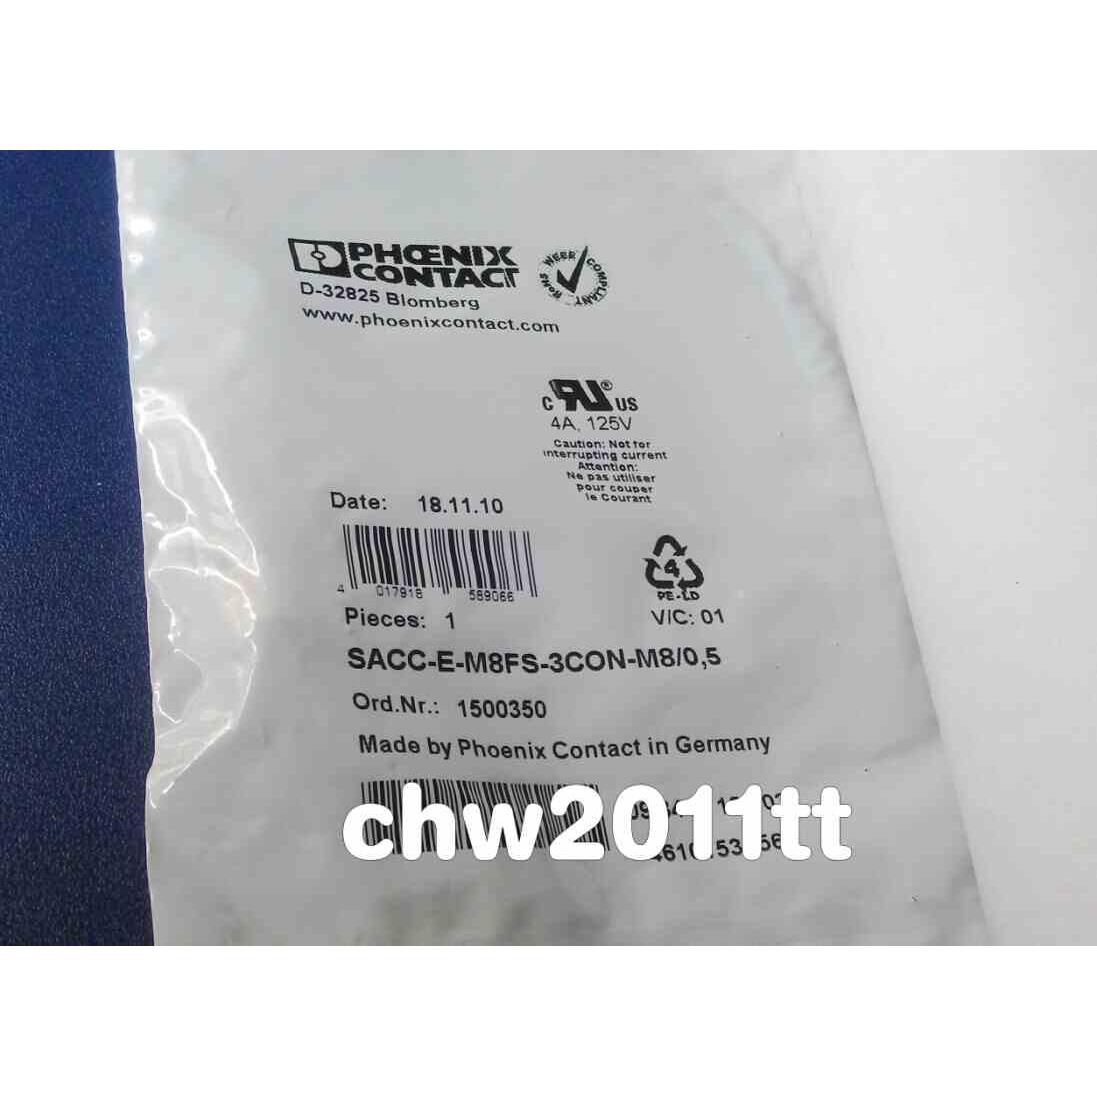 PHŒNIX
CONTACT
D-32825 Blomberg
www.phoenixcontact.com
WEEE COMPLIANT RoHS
c RU® US
4A, 125V
Caution: Not for
interrupting current
Attention:
Ne pas utiliser
pour couper
le Courant
Date: 18.11.10
4 017918 589066
4
PE-LD
Pieces: 1
V/C: 01
SACC-E-M8FS-3CON-M8/0,5
Ord.Nr.: 1500350
Made by Phoenix Contact in Germany
chw2011tt